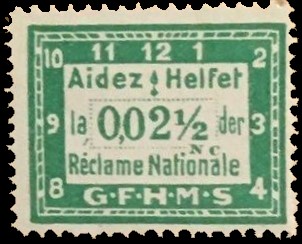 10 11 12 1 2
Aidez Helfet
9 la 0,02½ der 3
Nc
Réclame Nationale
8 G·F·H·M·S 4